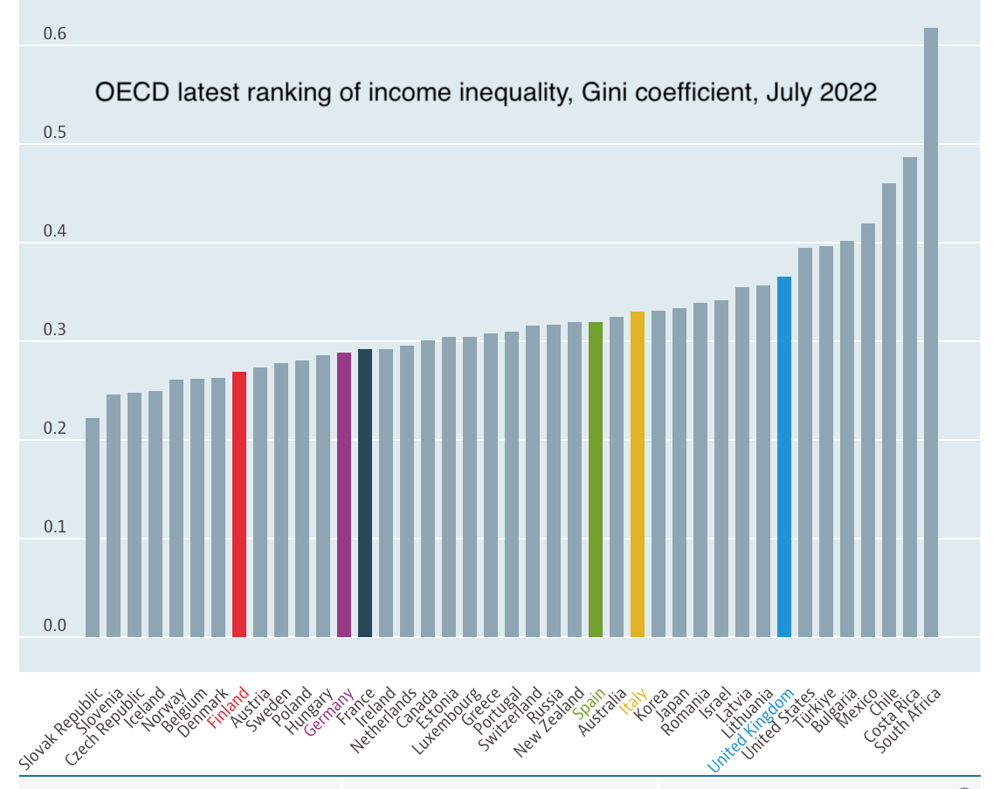 0.6
OECD latest ranking of income inequality, Gini coefficient, July 2022
0.5
0.4
0.3
0.2
0.1
0.0
Slovak Republic
Slovenia
Czech Republic
Iceland
Norway
Belgium
Denmark
Finland
Austria
Sweden
Poland
Hungary
Germany
France
Ireland
Netherlands
Canada
Estonia
Luxembourg
Greece
Portugal
Switzerland
Russia
New Zealand
Spain
Australia
Italy
Korea
Japan
Romania
Israel
Latvia
Lithuania
United Kingdom
United States
Türkiye
Bulgaria
Mexico
Chile
Costa Rica
South Africa